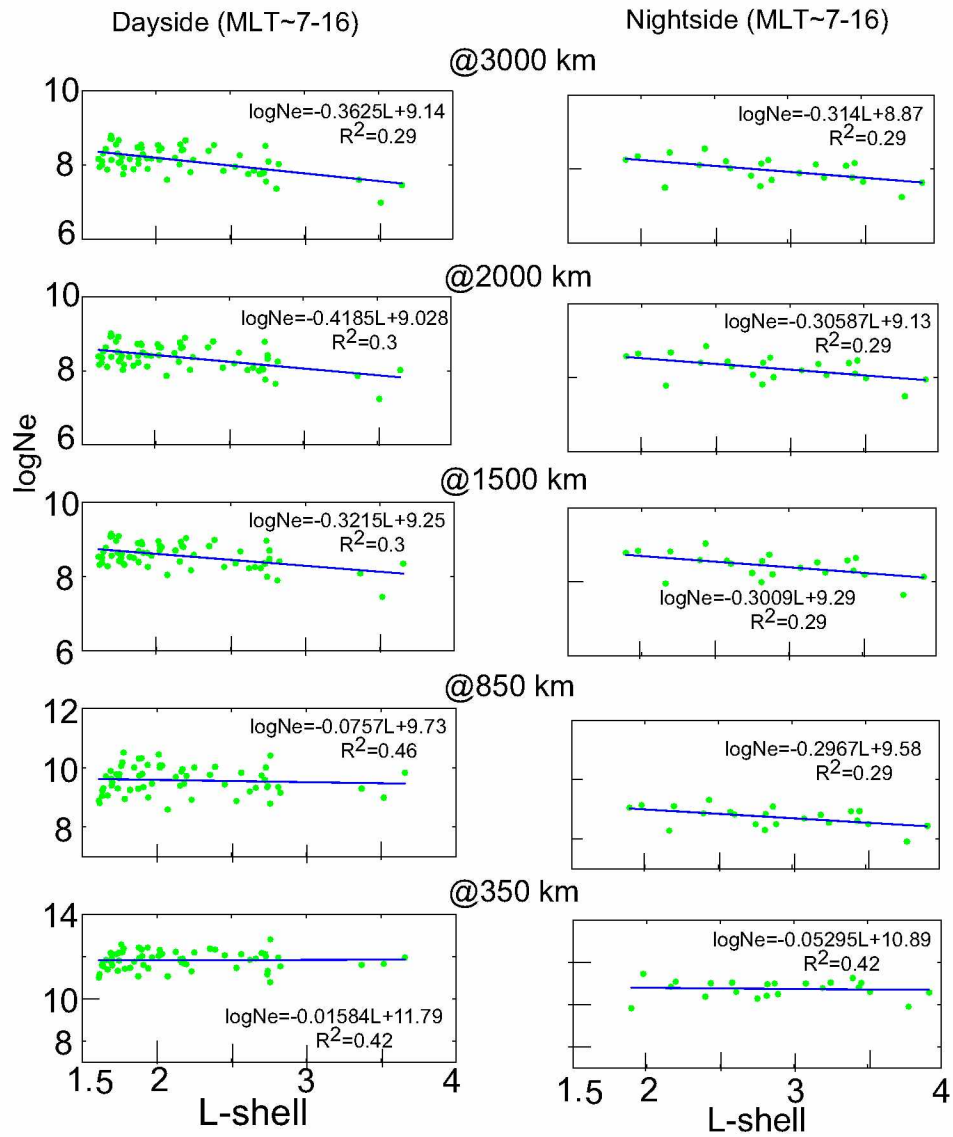 Dayside (MLT~7-16)
Nightside (MLT~7-16)
@3000 km
10
8
6
logNe=-0.3625L+9.14
R²=0.29
logNe=-0.314L+8.87
R²=0.29
@2000 km
10
8
6
logNe=-0.4185L+9.028
R²=0.3
logNe=-0.30587L+9.13
R²=0.29
logNe
@1500 km
10
8
6
logNe=-0.3215L+9.25
R²=0.3
logNe=-0.3009L+9.29
R²=0.29
@850 km
12
10
8
logNe=-0.0757L+9.73
R²=0.46
logNe=-0.2967L+9.58
R²=0.29
@350 km
14
12
10
8
logNe=-0.01584L+11.79
R²=0.42
logNe=-0.05295L+10.89
R²=0.42
1.5 2 3 4
L-shell
1.5 2 3 4
L-shell